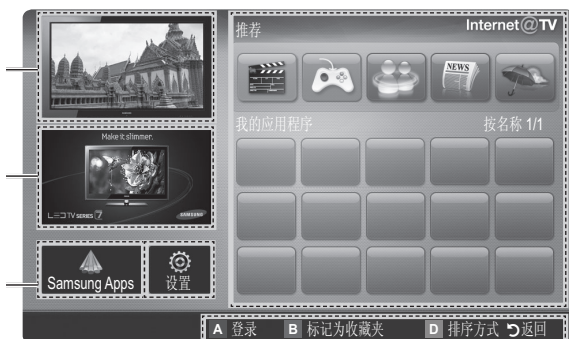 推荐
Internet@TV
NEWS
我的应用程序
按名称 1/1
Make it slimmer.
LED TV SERIES 7
SAMSUNG
Samsung Apps
设置
A 登录
B 标记为收藏夹
D 排序方式
返回